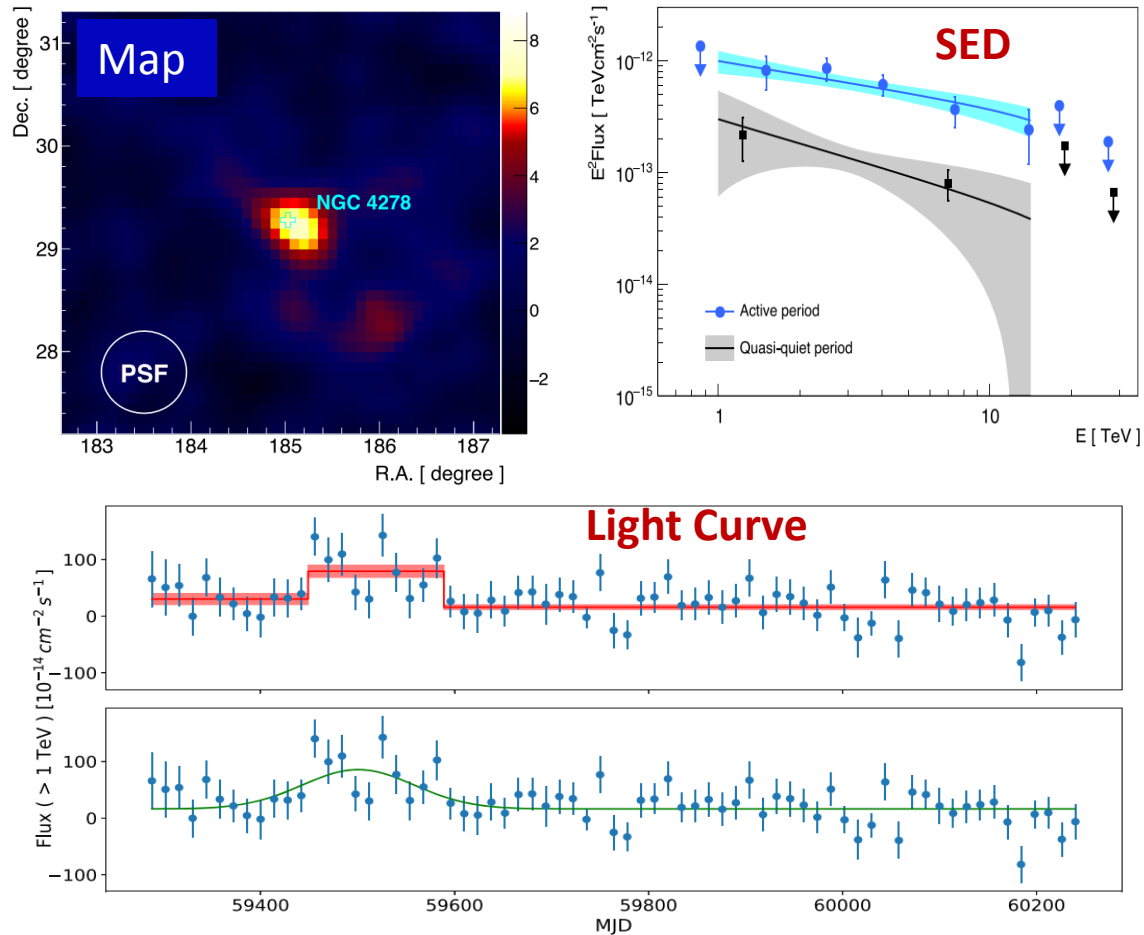 Map
Dec. [ degree ]
31
30
29
28
NGC 4278
PSF
183
184
185
186
187
R.A. [ degree ]
8
6
4
2
0
−2
SED
E²Flux [ TeVcm⁻²s⁻¹ ]
10⁻¹²
10⁻¹³
10⁻¹⁴
10⁻¹⁵
Active period
Quasi-quiet period
1
10
E [ TeV ]
Light Curve
Flux ( > 1 TeV ) [10⁻¹⁴ cm⁻² s⁻¹]
100
0
−100
100
0
−100
59400
59600
59800
60000
60200
MJD